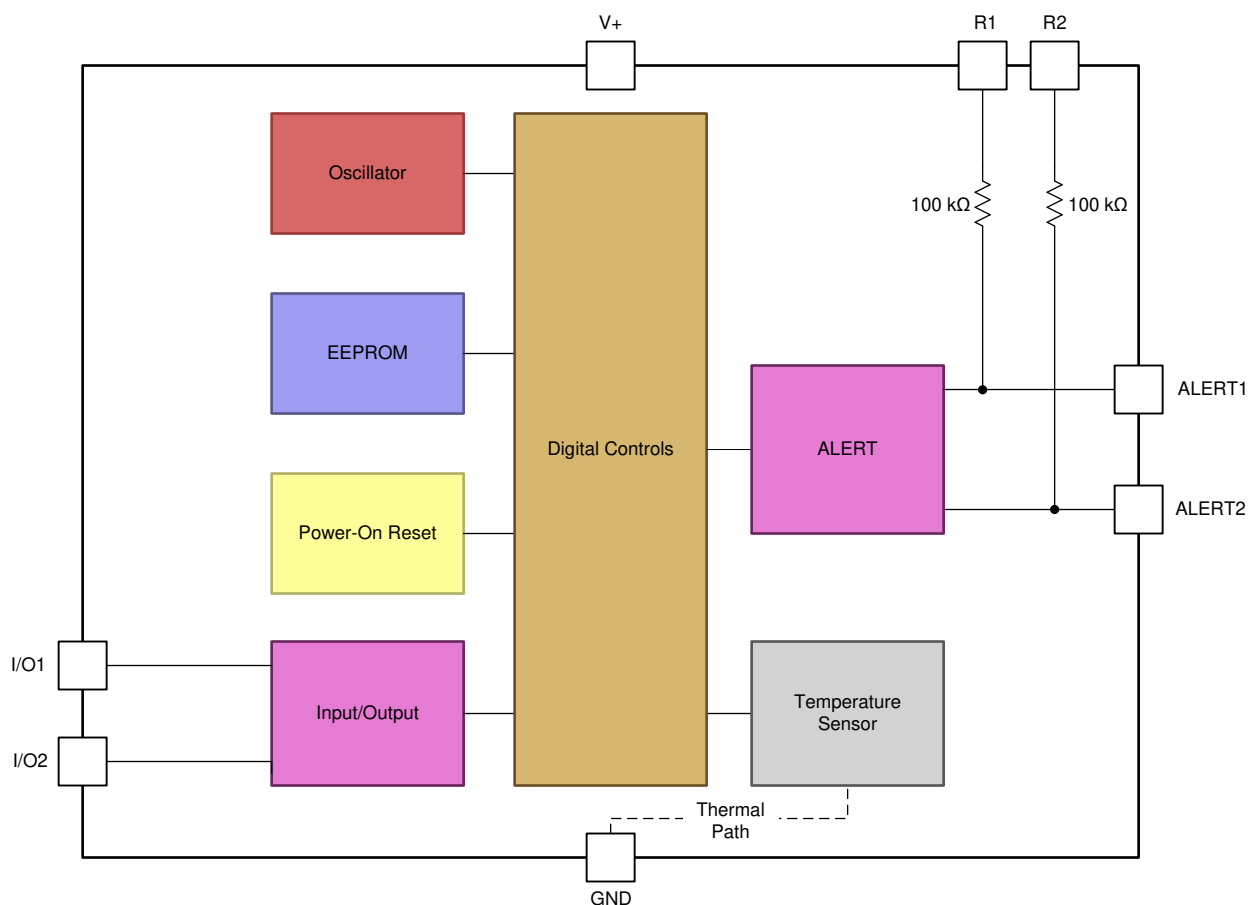 V+
R1
R2
Oscillator
100 kΩ
100 kΩ
EEPROM
ALERT1
Digital Controls
ALERT
ALERT2
Power-On Reset
I/O1
Input/Output
Temperature
Sensor
I/O2
Thermal
Path
GND